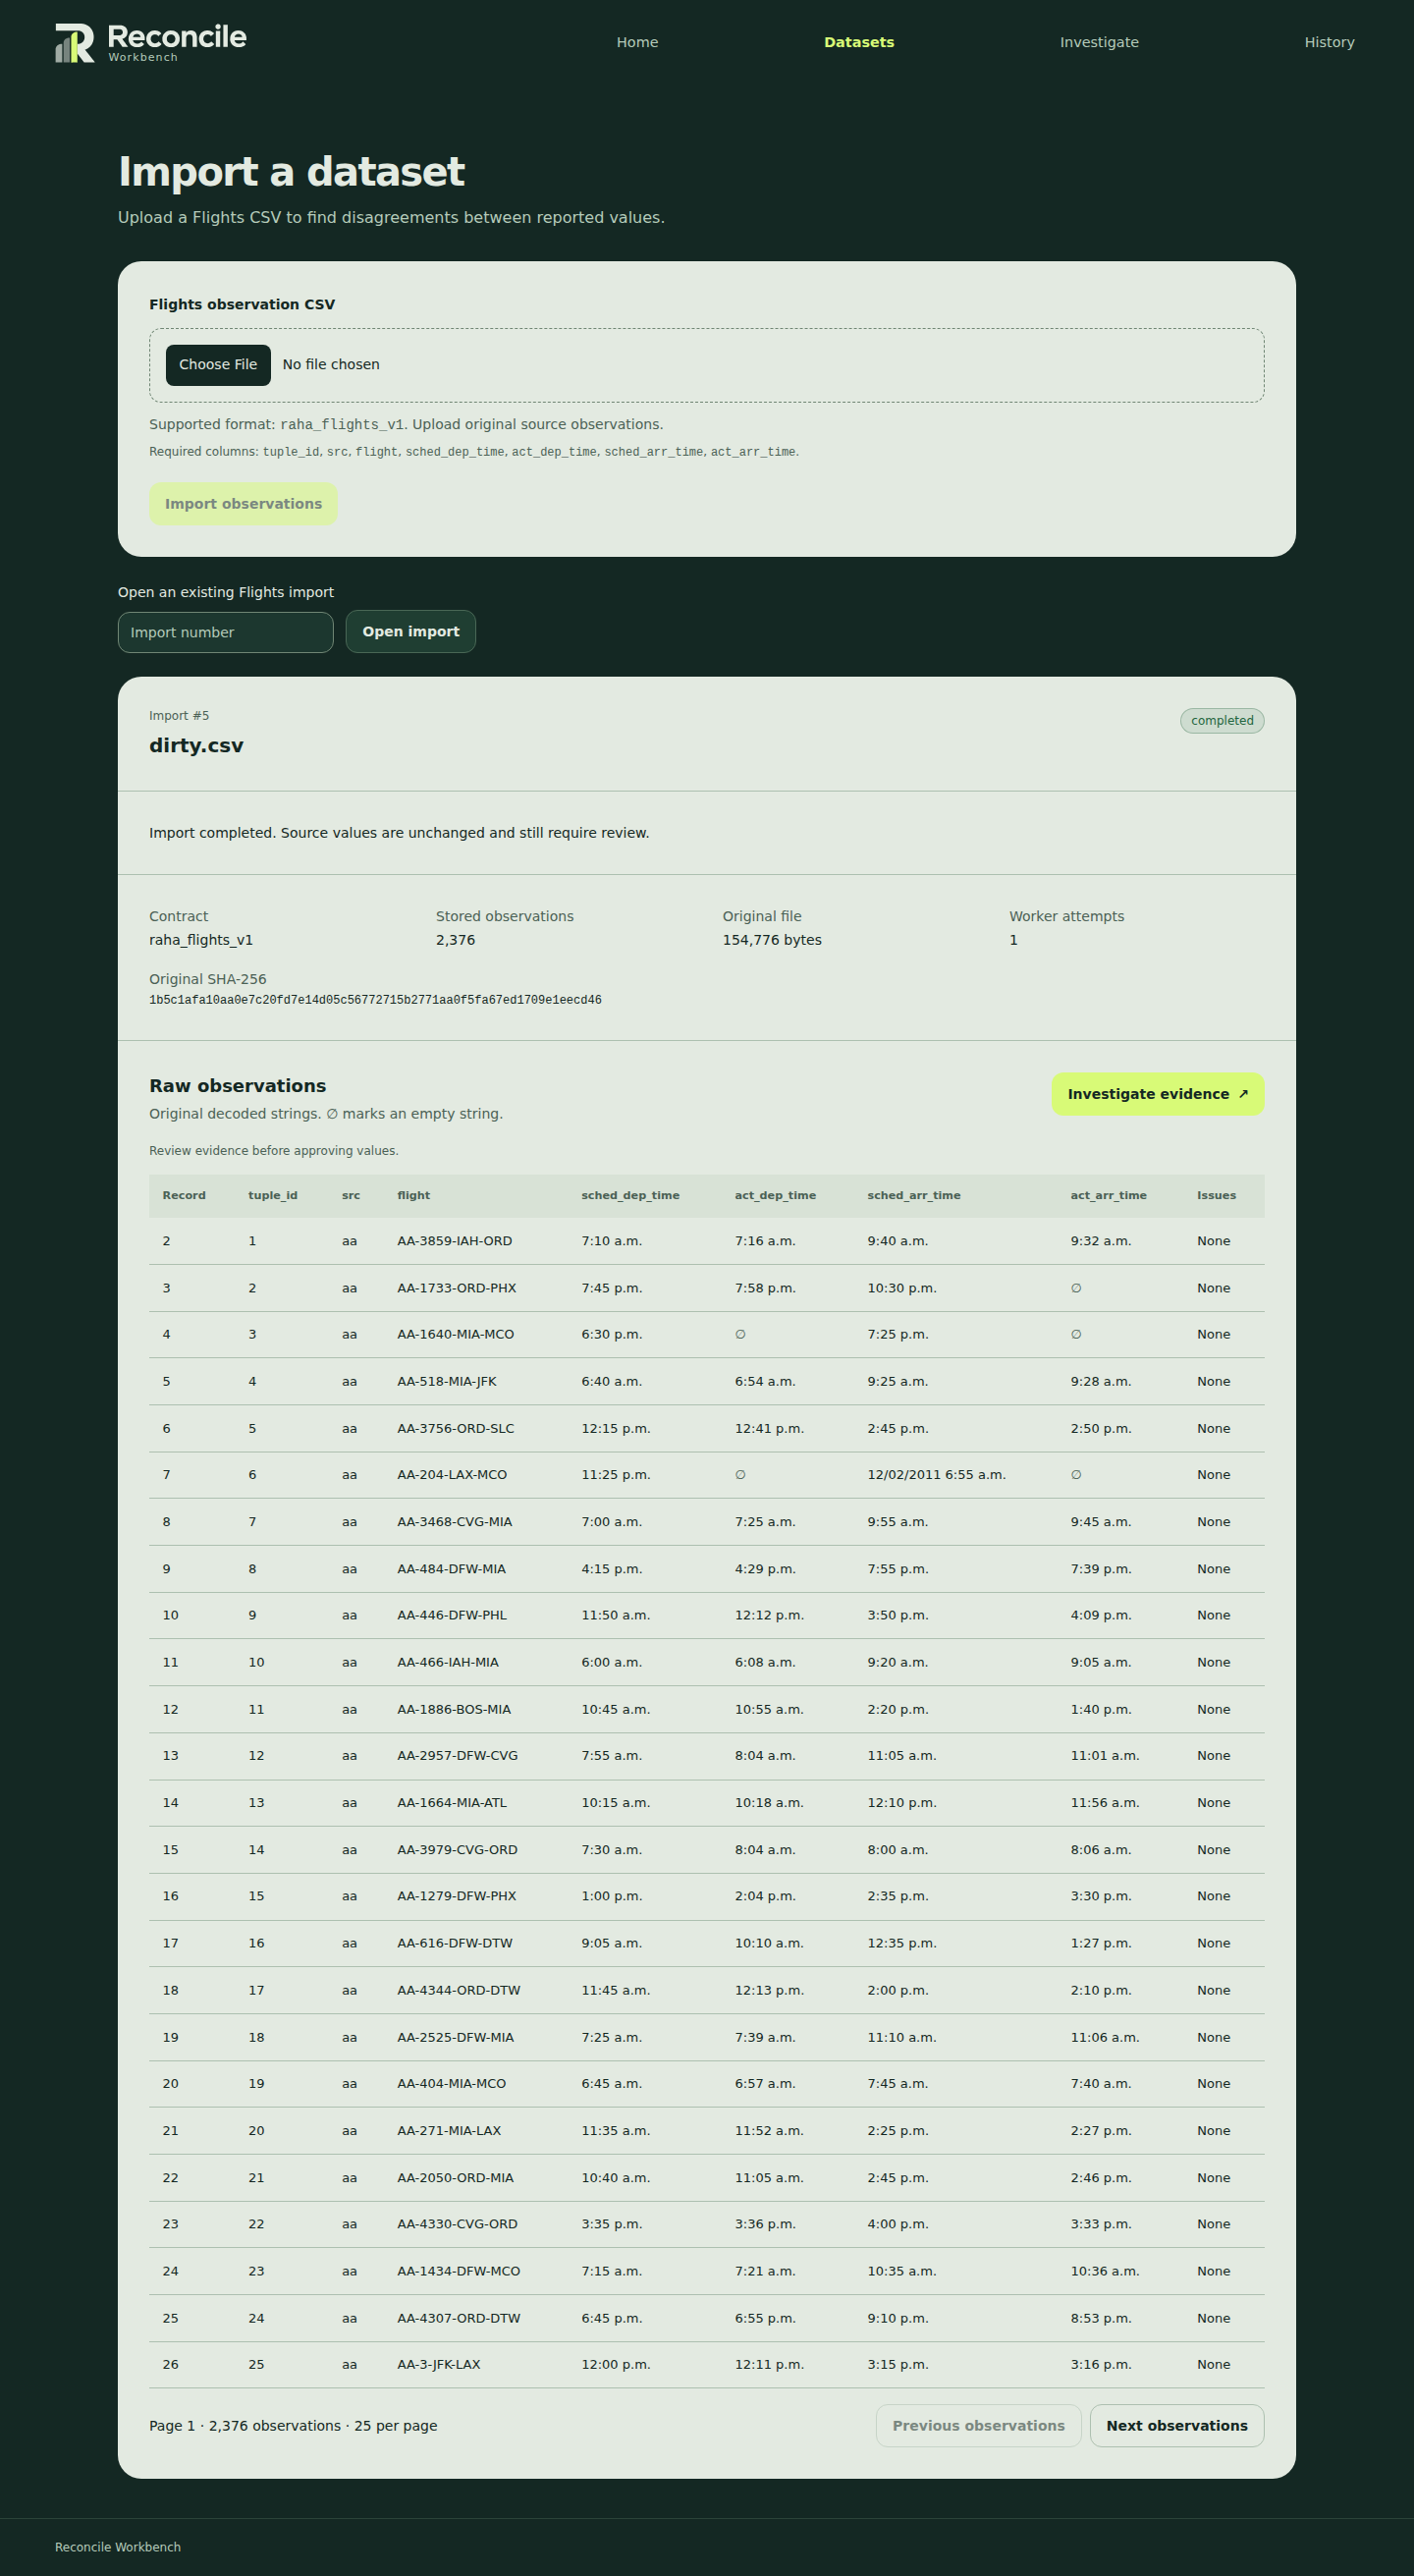 Reconcile
Workbench
Home Datasets Investigate History
Import a dataset
Upload a Flights CSV to find disagreements between reported values.
Flights observation CSV
Choose File No file chosen
Supported format: raha_flights_v1. Upload original source observations.
Required columns: tuple_id, src, flight, sched_dep_time, act_dep_time, sched_arr_time, act_arr_time.
Import observations
Open an existing Flights import
Import number Open import
Import #5 completed
dirty.csv
Import completed. Source values are unchanged and still require review.
Contract Stored observations Original file Worker attempts
raha_flights_v1 2,376 154,776 bytes 1
Original SHA-256
1b5c1afa10aa0e7c20fd7e14d05c56772715b2771aa0f5fa67ed1709e1eecd46
Raw observations Investigate evidence ↗
Original decoded strings. ∅ marks an empty string.
Review evidence before approving values.
Record tuple_id src flight sched_dep_time act_dep_time sched_arr_time act_arr_time Issues
2 1 aa AA-3859-IAH-ORD 7:10 a.m. 7:16 a.m. 9:40 a.m. 9:32 a.m. None
3 2 aa AA-1733-ORD-PHX 7:45 p.m. 7:58 p.m. 10:30 p.m. ∅ None
4 3 aa AA-1640-MIA-MCO 6:30 p.m. ∅ 7:25 p.m. ∅ None
5 4 aa AA-518-MIA-JFK 6:40 a.m. 6:54 a.m. 9:25 a.m. 9:28 a.m. None
6 5 aa AA-3756-ORD-SLC 12:15 p.m. 12:41 p.m. 2:45 p.m. 2:50 p.m. None
7 6 aa AA-204-LAX-MCO 11:25 p.m. ∅ 12/02/2011 6:55 a.m. ∅ None
8 7 aa AA-3468-CVG-MIA 7:00 a.m. 7:25 a.m. 9:55 a.m. 9:45 a.m. None
9 8 aa AA-484-DFW-MIA 4:15 p.m. 4:29 p.m. 7:55 p.m. 7:39 p.m. None
10 9 aa AA-446-DFW-PHL 11:50 a.m. 12:12 p.m. 3:50 p.m. 4:09 p.m. None
11 10 aa AA-466-IAH-MIA 6:00 a.m. 6:08 a.m. 9:20 a.m. 9:05 a.m. None
12 11 aa AA-1886-BOS-MIA 10:45 a.m. 10:55 a.m. 2:20 p.m. 1:40 p.m. None
13 12 aa AA-2957-DFW-CVG 7:55 a.m. 8:04 a.m. 11:05 a.m. 11:01 a.m. None
14 13 aa AA-1664-MIA-ATL 10:15 a.m. 10:18 a.m. 12:10 p.m. 11:56 a.m. None
15 14 aa AA-3979-CVG-ORD 7:30 a.m. 8:04 a.m. 8:00 a.m. 8:06 a.m. None
16 15 aa AA-1279-DFW-PHX 1:00 p.m. 2:04 p.m. 2:35 p.m. 3:30 p.m. None
17 16 aa AA-616-DFW-DTW 9:05 a.m. 10:10 a.m. 12:35 p.m. 1:27 p.m. None
18 17 aa AA-4344-ORD-DTW 11:45 a.m. 12:13 p.m. 2:00 p.m. 2:10 p.m. None
19 18 aa AA-2525-DFW-MIA 7:25 a.m. 7:39 a.m. 11:10 a.m. 11:06 a.m. None
20 19 aa AA-404-MIA-MCO 6:45 a.m. 6:57 a.m. 7:45 a.m. 7:40 a.m. None
21 20 aa AA-271-MIA-LAX 11:35 a.m. 11:52 a.m. 2:25 p.m. 2:27 p.m. None
22 21 aa AA-2050-ORD-MIA 10:40 a.m. 11:05 a.m. 2:45 p.m. 2:46 p.m. None
23 22 aa AA-4330-CVG-ORD 3:35 p.m. 3:36 p.m. 4:00 p.m. 3:33 p.m. None
24 23 aa AA-1434-DFW-MCO 7:15 a.m. 7:21 a.m. 10:35 a.m. 10:36 a.m. None
25 24 aa AA-4307-ORD-DTW 6:45 p.m. 6:55 p.m. 9:10 p.m. 8:53 p.m. None
26 25 aa AA-3-JFK-LAX 12:00 p.m. 12:11 p.m. 3:15 p.m. 3:16 p.m. None
Page 1 · 2,376 observations · 25 per page Previous observations Next observations
Reconcile Workbench